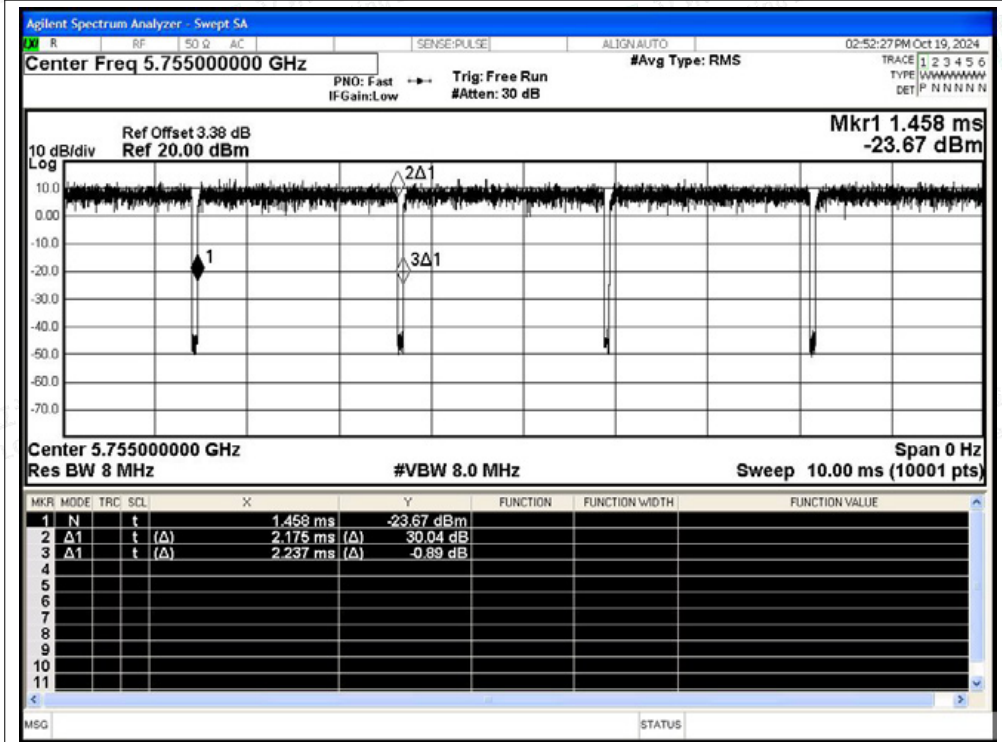 Agilent Spectrum Analyzer - Swept SA
LXI R RF 50 Ω AC SENSE:PULSE ALIGN AUTO 02:52:27 PM Oct 19, 2024
Center Freq 5.755000000 GHz #Avg Type: RMS TRACE 1 2 3 4 5 6
PNO: Fast Trig: Free Run TYPE WWWWWW
IFGain:Low #Atten: 30 dB DET P N N N N N
Mkr1 1.458 ms
Ref Offset 3.38 dB
10 dB/div Ref 20.00 dBm -23.67 dBm
Log
2Δ1
10.0
0.00
-10.0
1
3Δ1
-20.0
-30.0
-40.0
-50.0
-60.0
-70.0
Center 5.755000000 GHz Span 0 Hz
Res BW 8 MHz #VBW 8.0 MHz Sweep 10.00 ms (10001 pts)
MKR MODE TRC SCL X Y FUNCTION FUNCTION WIDTH FUNCTION VALUE
1 N t 1.458 ms -23.67 dBm
2 Δ1 t (Δ) 2.175 ms (Δ) 30.04 dB
3 Δ1 t (Δ) 2.237 ms (Δ) -0.89 dB
4
5
6
7
8
9
10
11
MSG STATUS